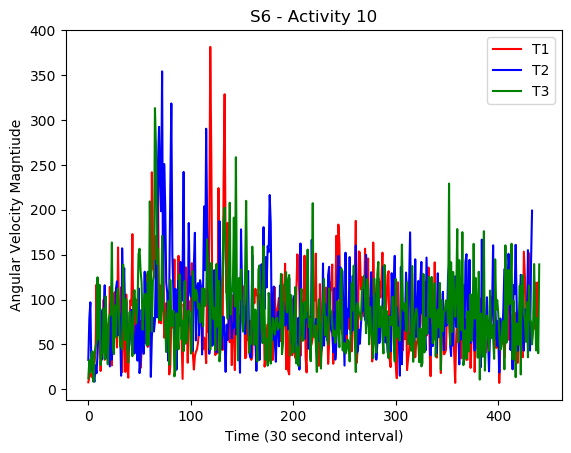 S6 - Activity 10
T1
T2
T3
Angular Velocity Magntiude
400
350
300
250
200
150
100
50
0
0 100 200 300 400
Time (30 second interval)